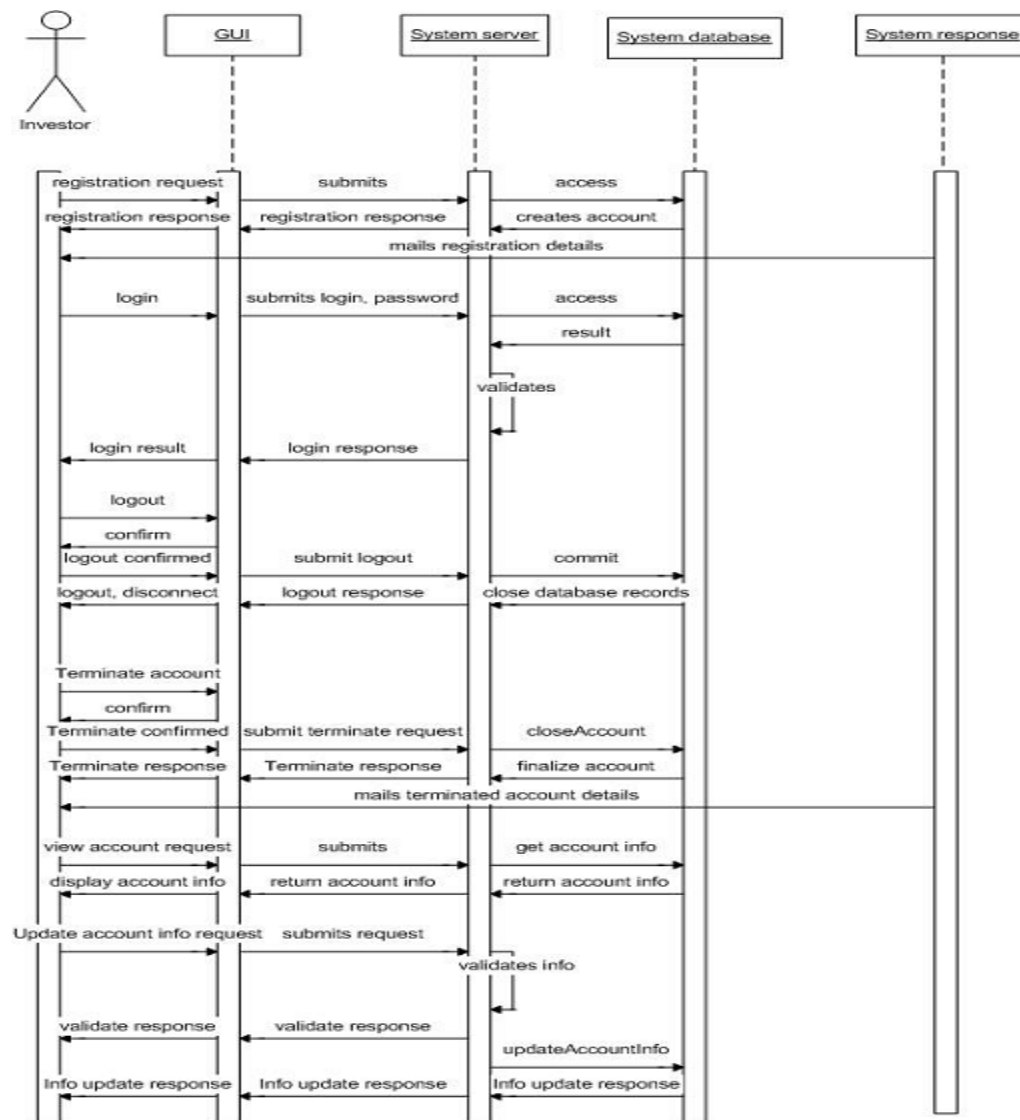 GUI
System server
System database
System response
Investor
registration request
submits
access
registration response
registration response
creates account
mails registration details
login
submits login, password
access
result
validates
login result
login response
logout
confirm
logout confirmed
submit logout
commit
logout, disconnect
logout response
close database records
Terminate account
confirm
Terminate confirmed
submit terminate request
closeAccount
Terminate response
Terminate response
finalize account
mails terminated account details
view account request
submits
get account info
display account info
return account info
return account info
Update account info request
submits request
validates info
validate response
validate response
updateAccountInfo
Info update response
Info update response
Info update response